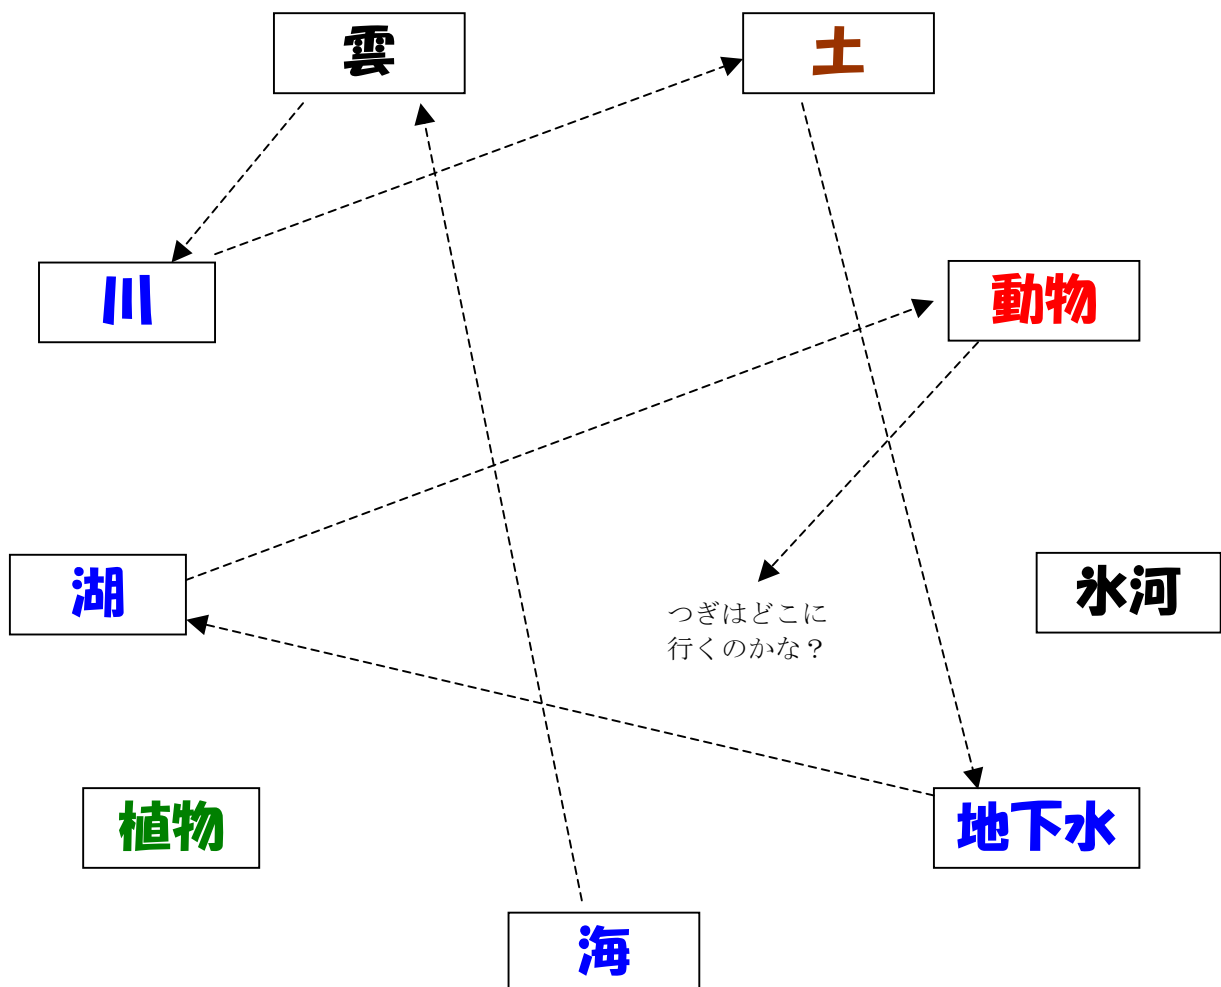 雲
土
川
動物
湖
氷河
つぎはどこに
行くのかな？
植物
地下水
海